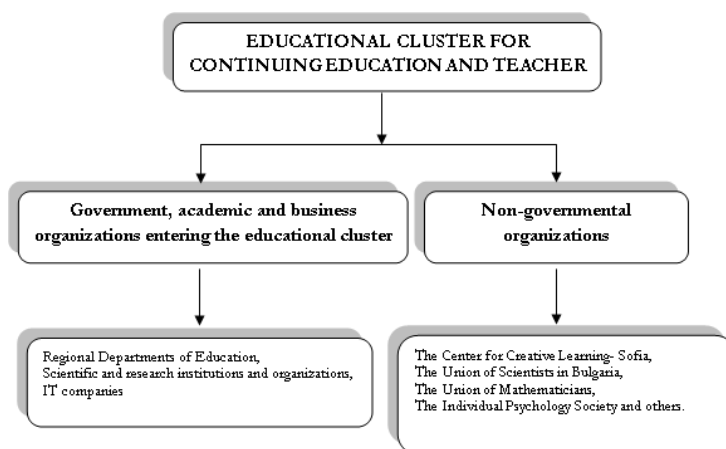 EDUCATIONAL CLUSTER FOR
CONTINUING EDUCATION AND TEACHER
Government, academic and business
organizations entering the educational cluster
Non-governmental
organizations
Regional Departments of Education,
Scientific and research institutions and organizations,
IT companies
The Center for Creative Learning- Sofia,
The Union of Scientists in Bulgaria,
The Union of Mathematicians,
The Individual Psychology Society and others.